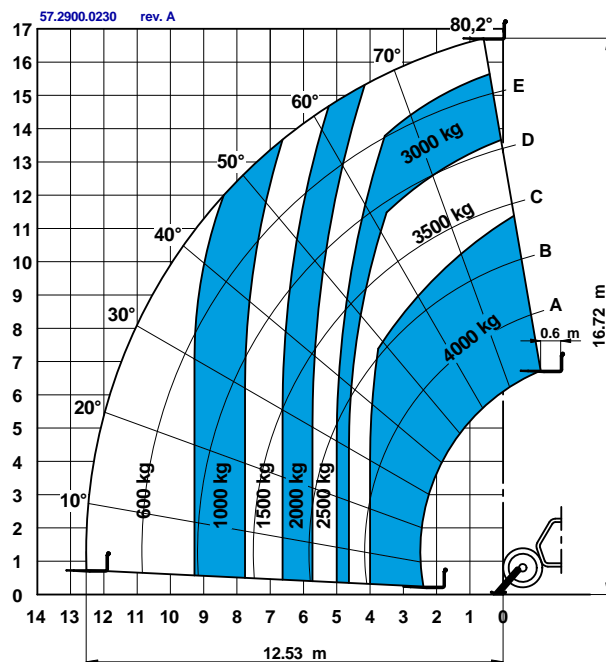 57.2900.0230 rev. A
17
16
15
14
13
12
11
10
9
8
7
6
5
4
3
2
1
0
14 13 12 11 10 9 8 7 6 5 4 3 2 1 0
10°
20°
30°
40°
50°
60°
70°
80,2°
E
D
C
B
A
600 kg
1000 kg
1500 kg
2000 kg
2500 kg
3000 kg
3500 kg
4000 kg
0.6 m
16.72 m
12.53 m